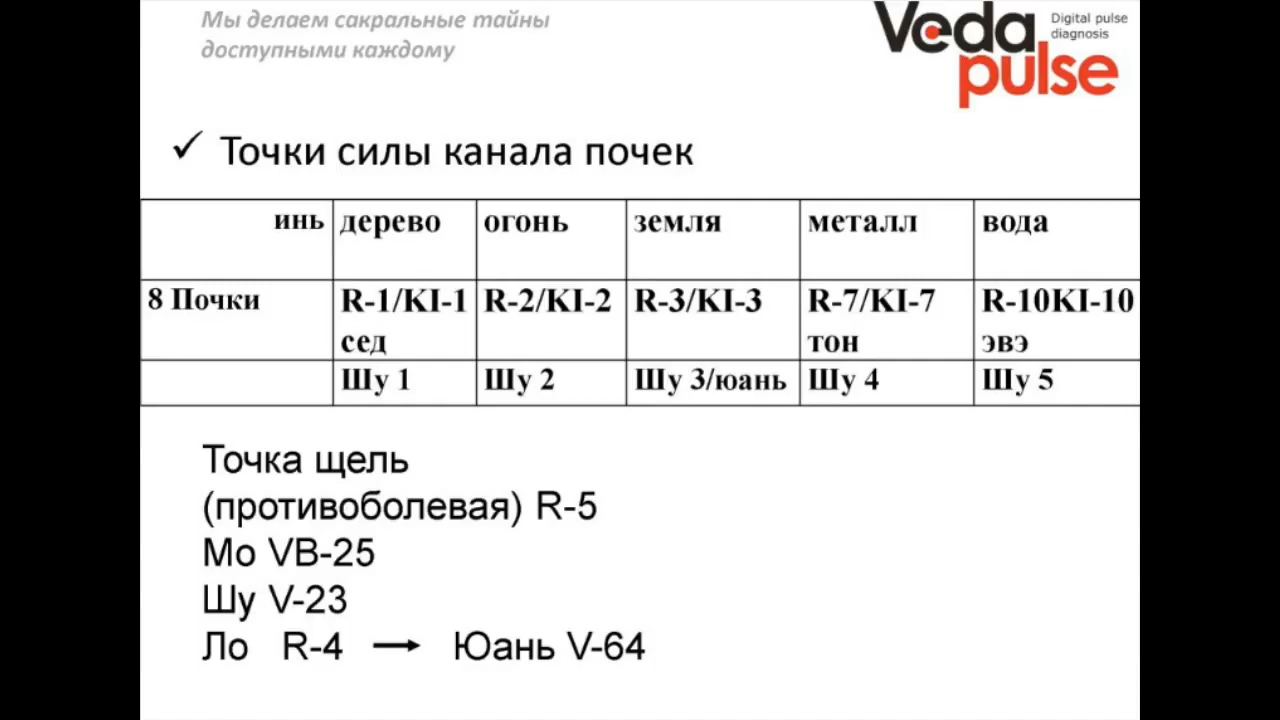 Мы делаем сакральные тайны
доступными каждому
Veda
pulse
Digital pulse
diagnosis
✓ Точки силы канала почек
инь дерево огонь земля металл вода
8 Почки R-1/KI-1 R-2/KI-2 R-3/KI-3 R-7/KI-7 R-10KI-10
сед тон эвэ
Шу 1 Шу 2 Шу 3/юань Шу 4 Шу 5
Точка щель
(противоболевая) R-5
Мо VB-25
Шу V-23
Ло R-4 → Юань V-64